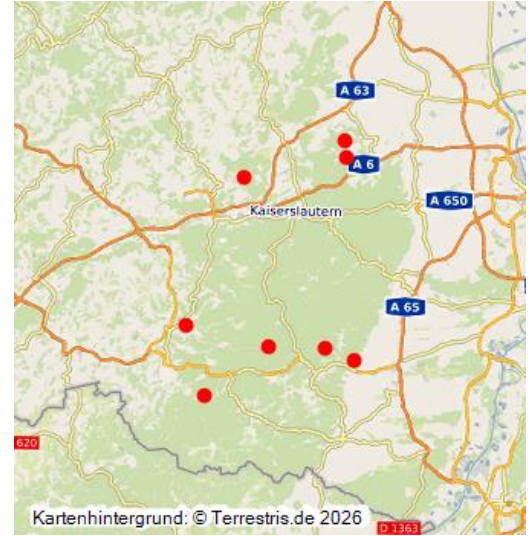 A 63
A 6
Kaiserslautern
A 650
A 65
620
Kartenhintergrund: © Terrestris.de 2026
D 1363